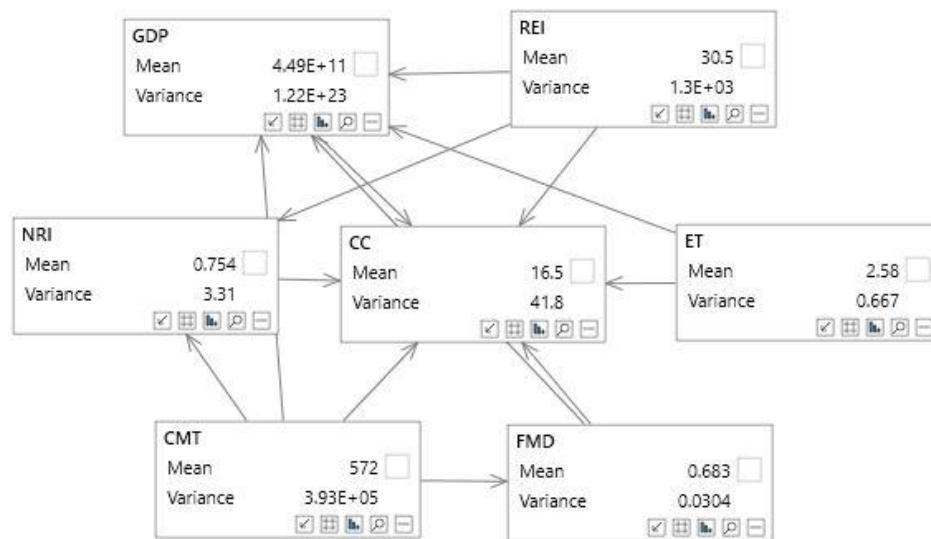 GDP
Mean 4.49E+11
Variance 1.22E+23
REI
Mean 30.5
Variance 1.3E+03
NRI
Mean 0.754
Variance 3.31
CC
Mean 16.5
Variance 41.8
ET
Mean 2.58
Variance 0.667
CMT
Mean 572
Variance 3.93E+05
FMD
Mean 0.683
Variance 0.0304